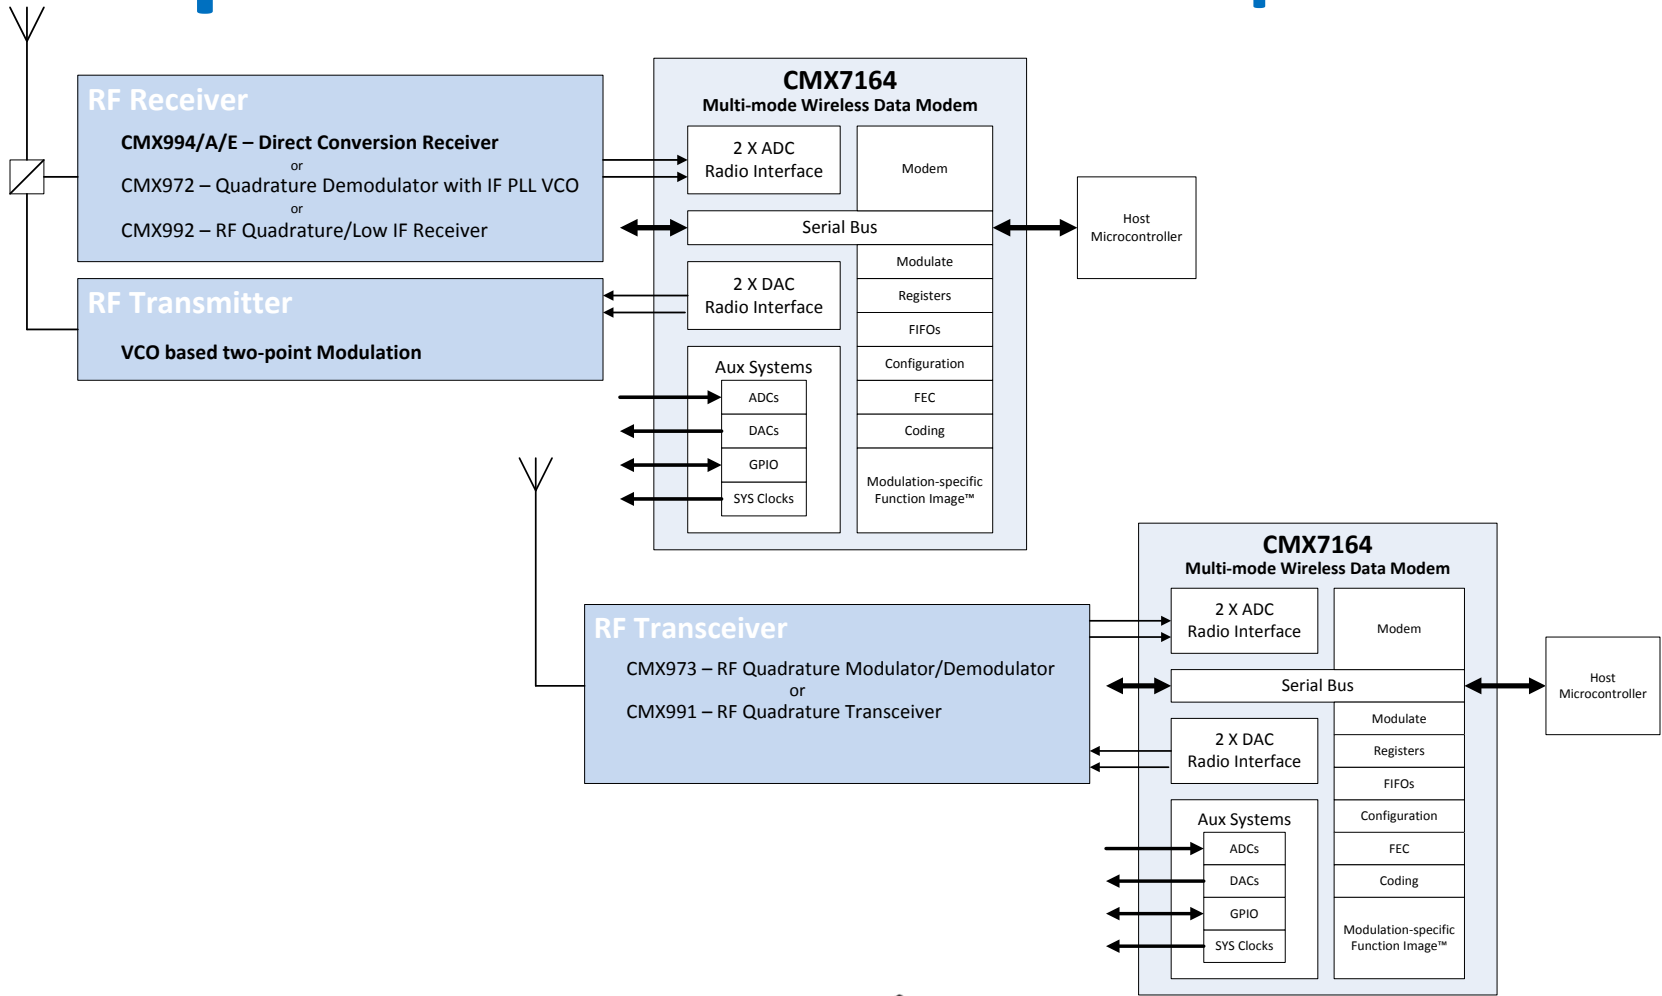 RF Receiver
CMX994/A/E – Direct Conversion Receiver
or
CMX972 – Quadrature Demodulator with IF PLL VCO
or
CMX992 – RF Quadrature/Low IF Receiver
RF Transmitter
VCO based two-point Modulation
CMX7164
Multi-mode Wireless Data Modem
2 X ADC
Radio Interface
Modem
Serial Bus
2 X DAC
Radio Interface
Modulate
Registers
FIFOs
Configuration
FEC
Coding
Modulation-specific
Function Image™
Aux Systems
ADCs
DACs
GPIO
SYS Clocks
Host
Microcontroller
RF Transceiver
CMX973 – RF Quadrature Modulator/Demodulator
or
CMX991 – RF Quadrature Transceiver
CMX7164
Multi-mode Wireless Data Modem
2 X ADC
Radio Interface
Modem
Serial Bus
2 X DAC
Radio Interface
Modulate
Registers
FIFOs
Configuration
FEC
Coding
Modulation-specific
Function Image™
Aux Systems
ADCs
DACs
GPIO
SYS Clocks
Host
Microcontroller